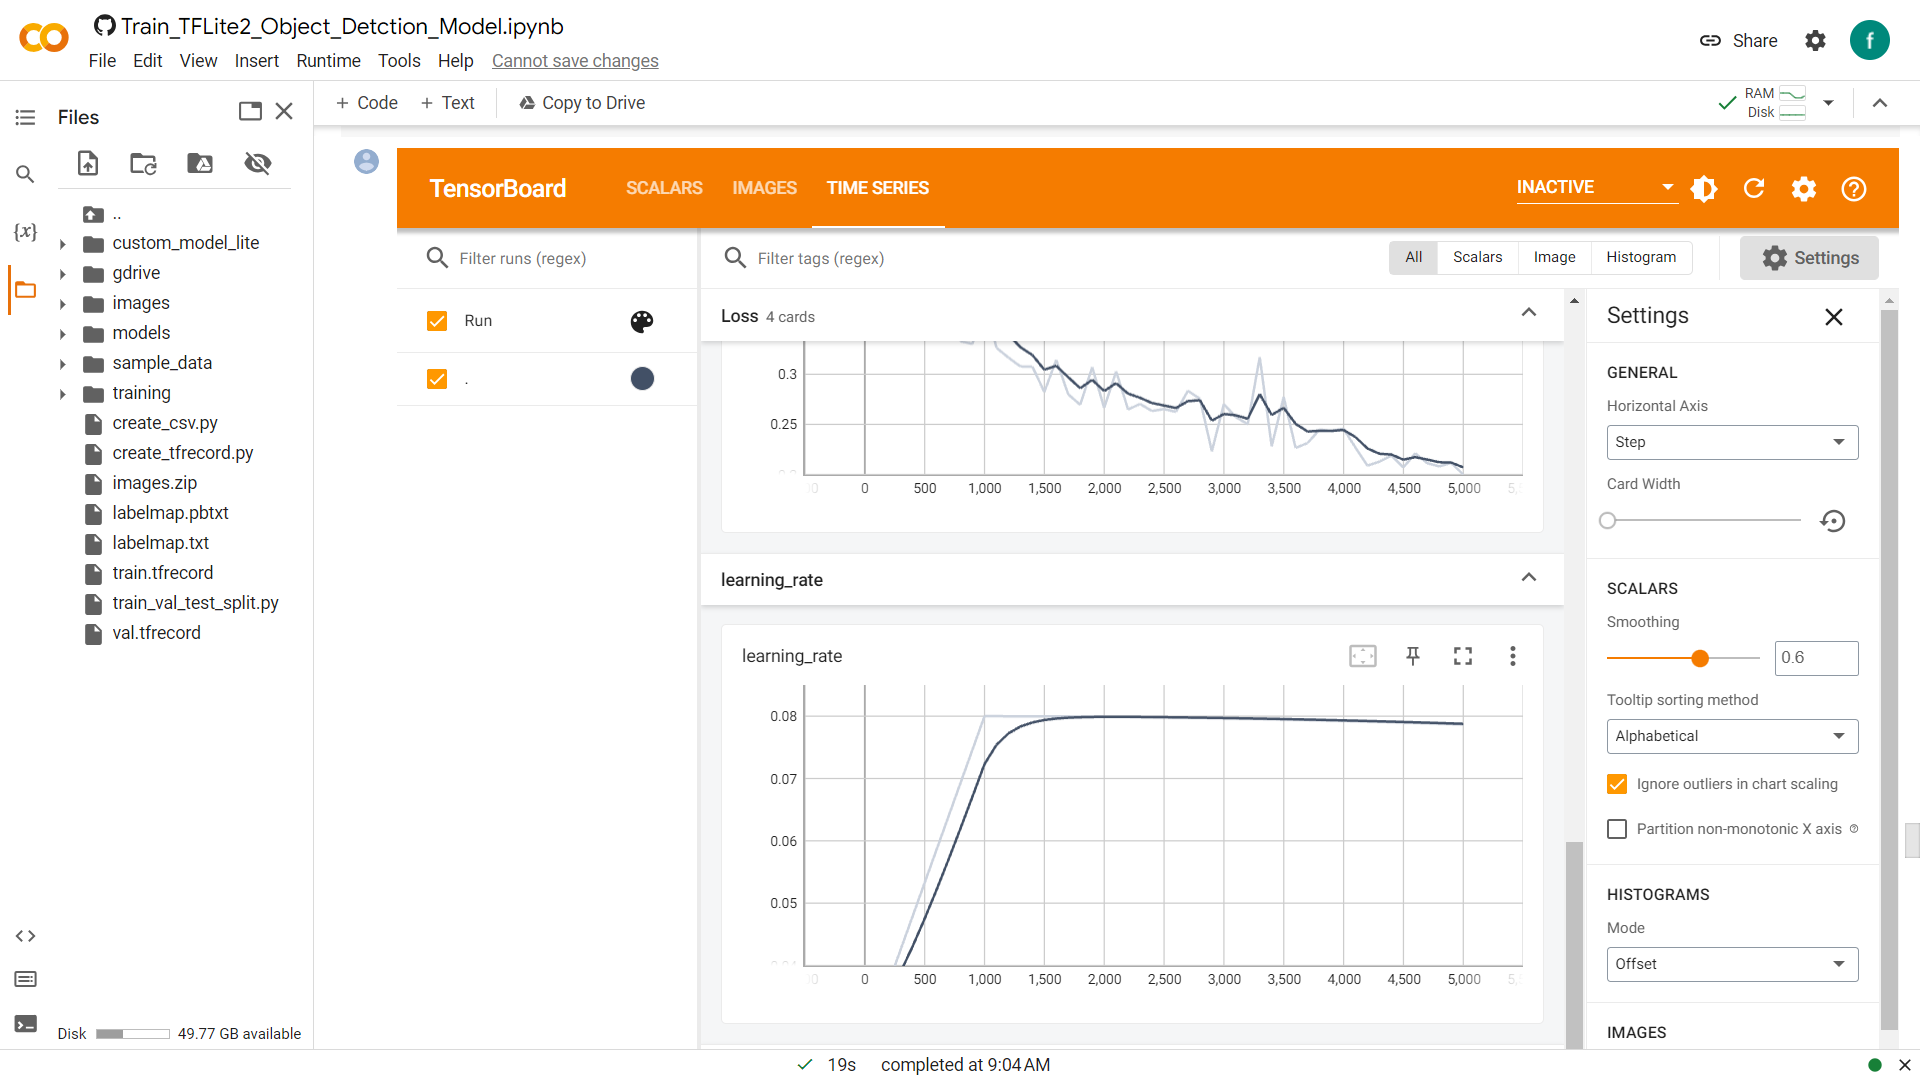 Train_TFLite2_Object_Detction_Model.ipynb
File Edit View Insert Runtime Tools Help Cannot save changes
Share
f
Files
+ Code + Text Copy to Drive
RAM
Disk
..
custom_model_lite
gdrive
images
models
sample_data
training
create_csv.py
create_tfrecord.py
images.zip
labelmap.pbtxt
labelmap.txt
train.tfrecord
train_val_test_split.py
val.tfrecord
{x}
Disk 49.77 GB available
TensorBoard SCALARS IMAGES TIME SERIES INACTIVE
Filter runs (regex)
Run
.
Filter tags (regex)
All Scalars Image Histogram Settings
Loss 4 cards
0.3
0.25
0 500 1,000 1,500 2,000 2,500 3,000 3,500 4,000 4,500 5,000
learning_rate
learning_rate
0.08
0.07
0.06
0.05
0 500 1,000 1,500 2,000 2,500 3,000 3,500 4,000 4,500 5,000
Settings
GENERAL
Horizontal Axis
Step
Card Width
SCALARS
Smoothing
0.6
Tooltip sorting method
Alphabetical
Ignore outliers in chart scaling
Partition non-monotonic X axis
HISTOGRAMS
Mode
Offset
IMAGES
19s completed at 9:04 AM